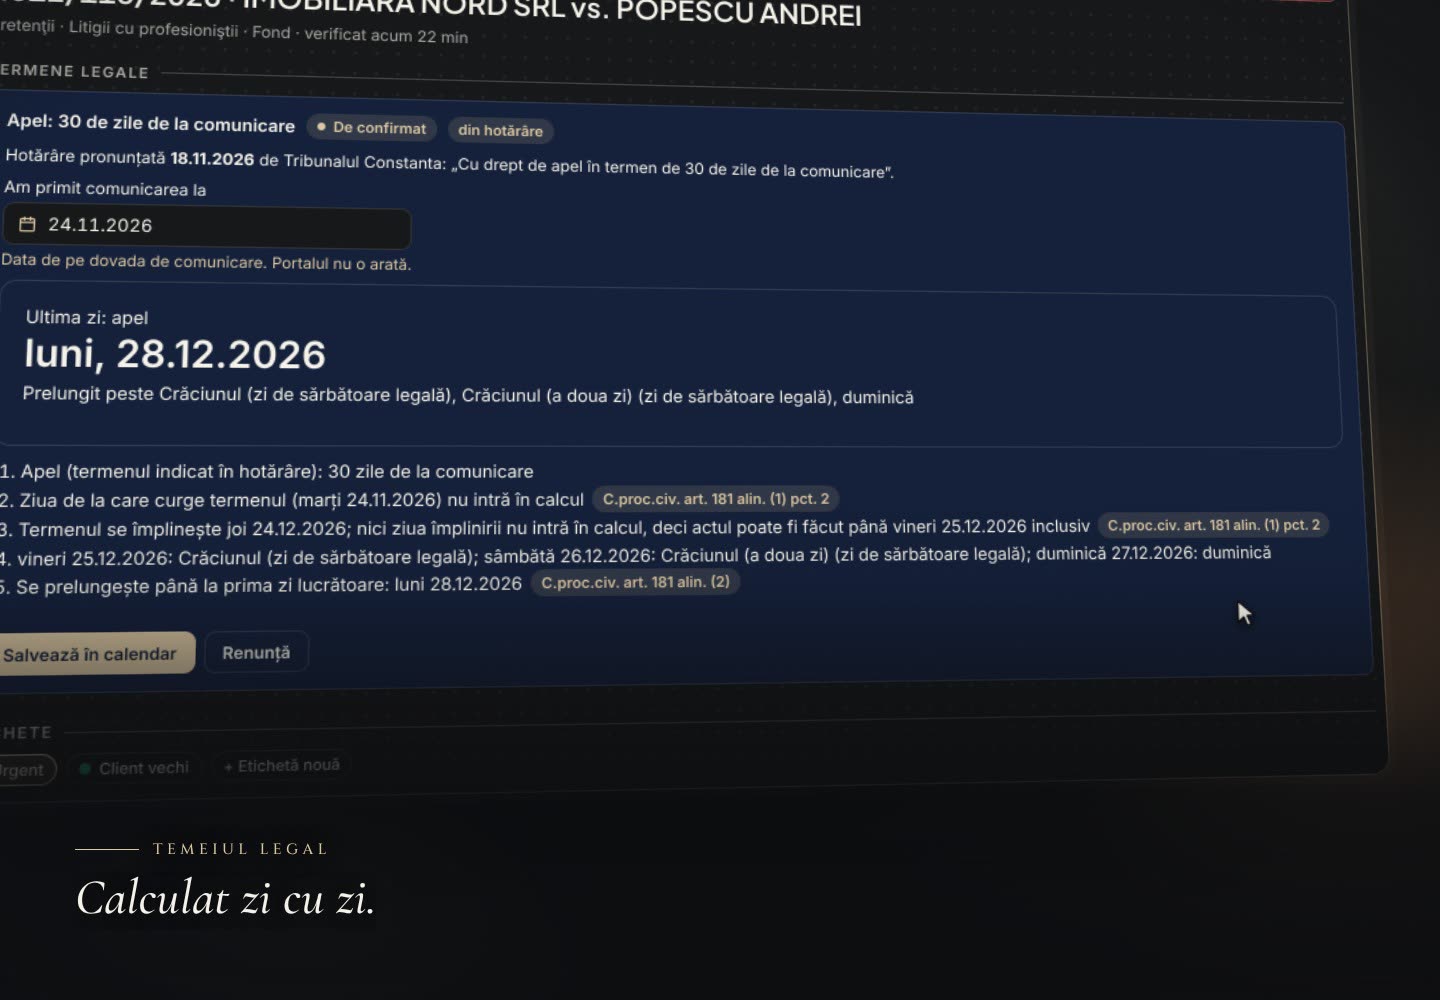 IMOBILIARA NORD SRL vs. POPESCU ANDREI
· Litigii cu profesioniștii · Fond · verificat acum 22 min
ERMENE LEGALE
Apel: 30 de zile de la comunicare De confirmat din hotărâre
Hotărâre pronunțată 18.11.2026 de Tribunalul Constanta: „Cu drept de apel în termen de 30 de zile de la comunicare”.
Am primit comunicarea la
24.11.2026
Data de pe dovada de comunicare. Portalul nu o arată.
Ultima zi: apel
luni, 28.12.2026
Prelungit peste Crăciunul (zi de sărbătoare legală), Crăciunul (a doua zi) (zi de sărbătoare legală), duminică
1. Apel (termenul indicat în hotărâre): 30 zile de la comunicare
2. Ziua de la care curge termenul (marți 24.11.2026) nu intră în calcul C.proc.civ. art. 181 alin. (1) pct. 2
3. Termenul se împlinește joi 24.12.2026; nici ziua împlinirii nu intră în calcul, deci actul poate fi făcut până vineri 25.12.2026 inclusiv C.proc.civ. art. 181 alin. (1) pct. 2
4. vineri 25.12.2026: Crăciunul (zi de sărbătoare legală); sâmbătă 26.12.2026: Crăciunul (a doua zi) (zi de sărbătoare legală); duminică 27.12.2026: duminică
5. Se prelungește până la prima zi lucrătoare: luni 28.12.2026 C.proc.civ. art. 181 alin. (2)
Salvează în calendar Renunță
HETE
Urgent Client vechi + Etichetă nouă
TEMEIUL LEGAL
Calculat zi cu zi.